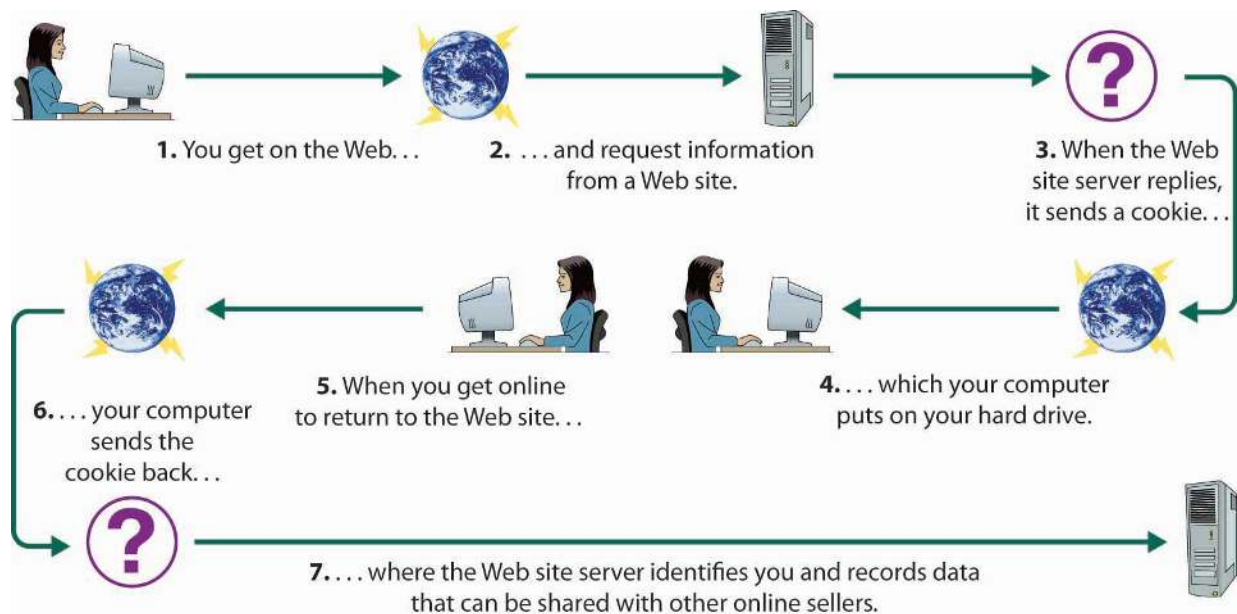 1. You get on the Web. . .
2. . . . and request information
from a Web site.
3. When the Web
site server replies,
it sends a cookie. . .
4. . . . which your computer
puts on your hard drive.
5. When you get online
to return to the Web site. . .
6. . . . your computer
sends the
cookie back. . .
7. . . . where the Web site server identifies you and records data
that can be shared with other online sellers.